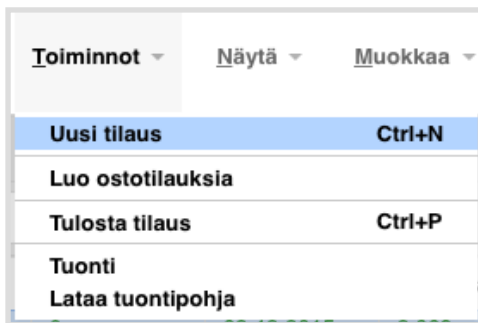 Toiminnot Näytä Muokkaa
Uusi tilaus Ctrl+N
Luo ostotilauksia
Tulosta tilaus Ctrl+P
Tuonti
Lataa tuontipohja